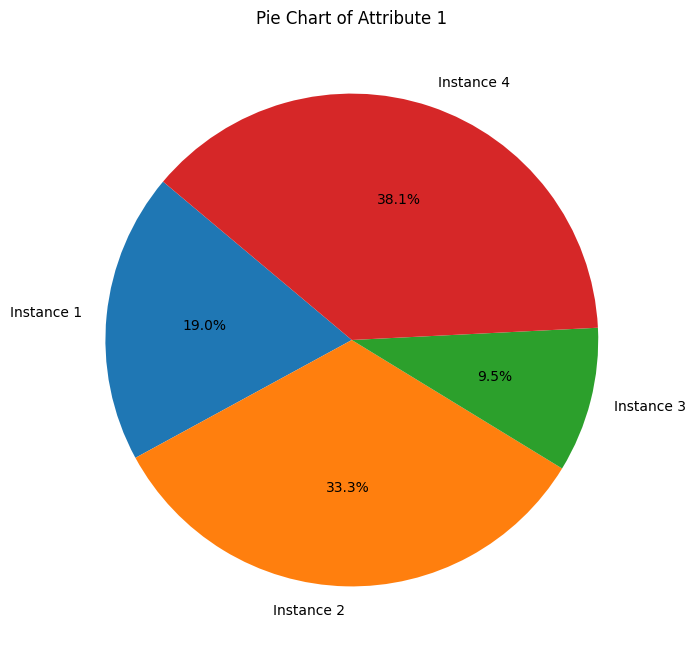 Pie Chart of Attribute 1
Instance 4
38.1%
Instance 1
19.0%
9.5%
Instance 3
33.3%
Instance 2